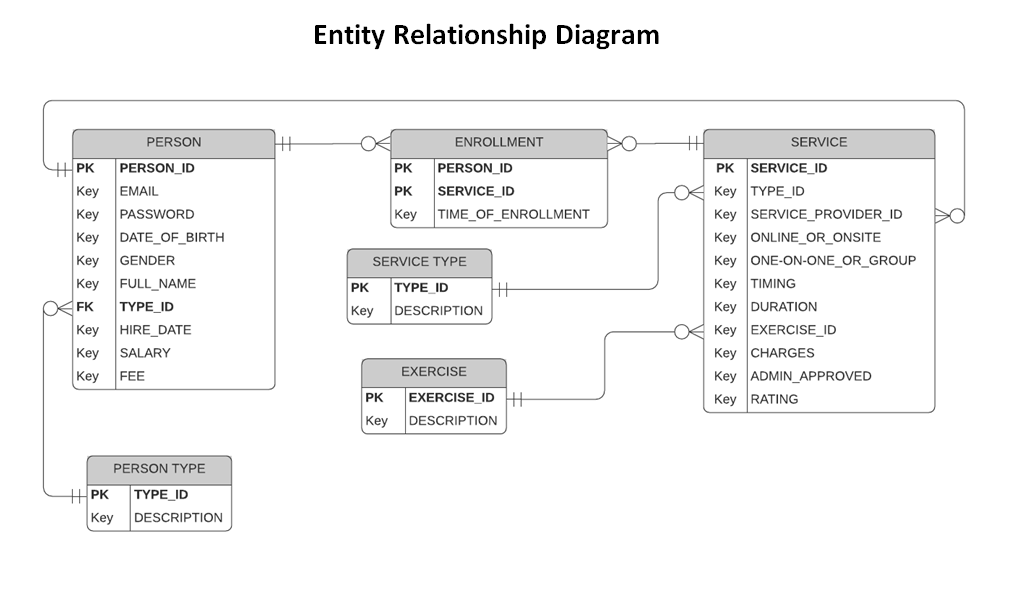 Entity Relationship Diagram
PERSON
PK PERSON_ID
Key EMAIL
Key PASSWORD
Key DATE_OF_BIRTH
Key GENDER
Key FULL_NAME
FK TYPE_ID
Key HIRE_DATE
Key SALARY
Key FEE
ENROLLMENT
PK PERSON_ID
PK SERVICE_ID
Key TIME_OF_ENROLLMENT
SERVICE
PK SERVICE_ID
Key TYPE_ID
Key SERVICE_PROVIDER_ID
Key ONLINE_OR_ONSITE
Key ONE-ON-ONE_OR_GROUP
Key TIMING
Key DURATION
Key EXERCISE_ID
Key CHARGES
Key ADMIN_APPROVED
Key RATING
SERVICE TYPE
PK TYPE_ID
Key DESCRIPTION
EXERCISE
PK EXERCISE_ID
Key DESCRIPTION
PERSON TYPE
PK TYPE_ID
Key DESCRIPTION